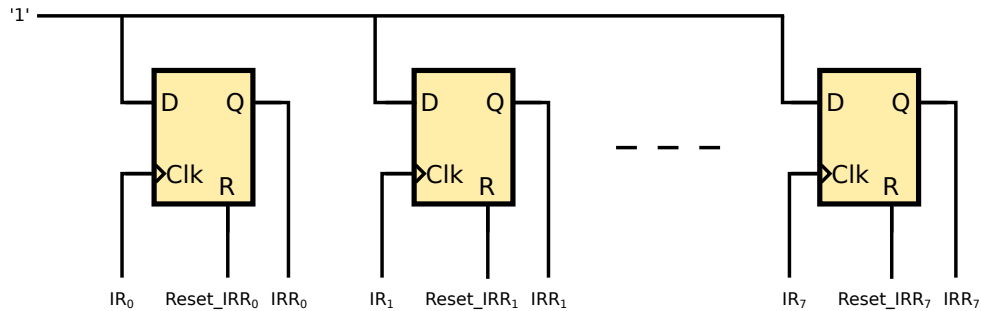 '1'
D Q D Q D Q
Clk Clk Clk
R R R
IR₀ Reset_IRR₀ IRR₀ IR₁ Reset_IRR₁ IRR₁ IR₇ Reset_IRR₇ IRR₇